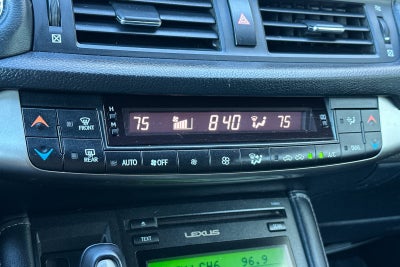 H
M
75 8:40 75
FRONT
REAR
AUTO OFF A/C DUAL
TEXT LEXUS
96.9